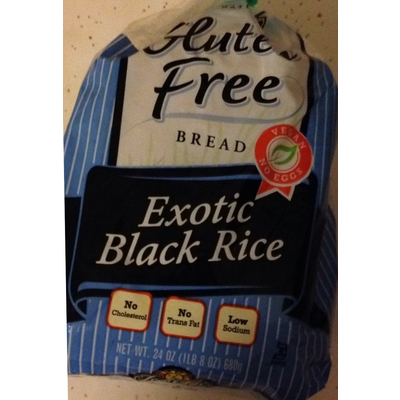 Gluten
Free
BREAD
VEGAN
NO EGGS
Exotic
Black Rice
No
Cholesterol
No
Trans Fat
Low
Sodium
NET WT. 24 OZ (1LB 8 OZ) 680g